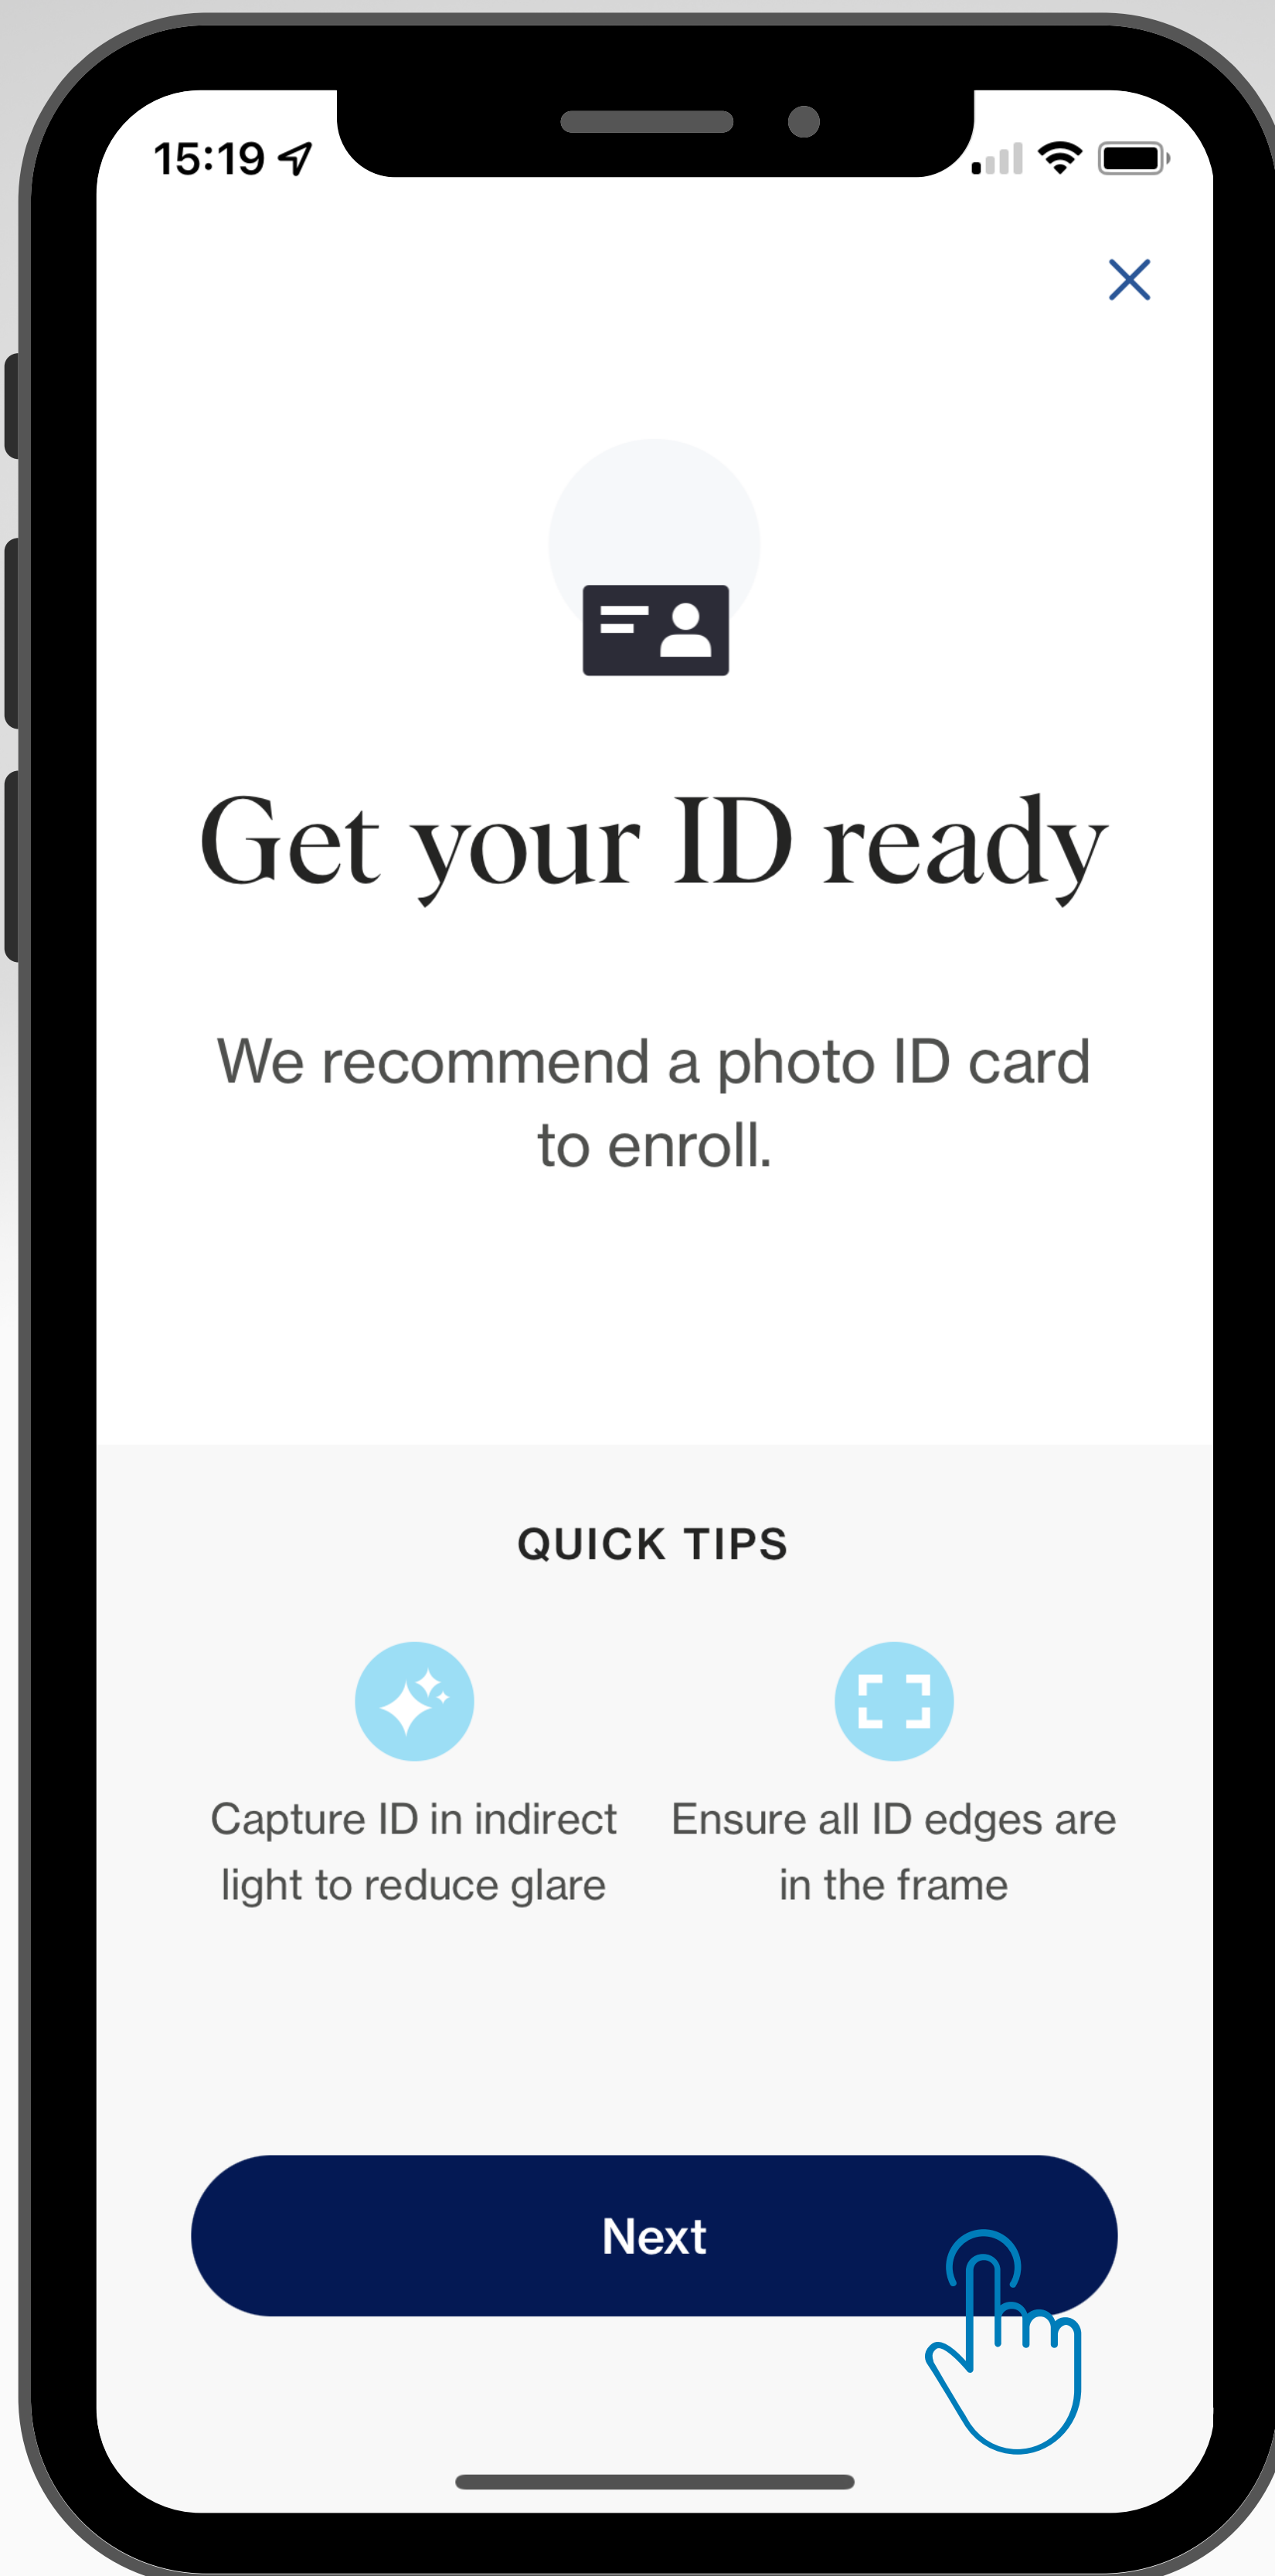 15:19
Get your ID ready
We recommend a photo ID card
to enroll.
QUICK TIPS
Capture ID in indirect
light to reduce glare
Ensure all ID edges are
in the frame
Next